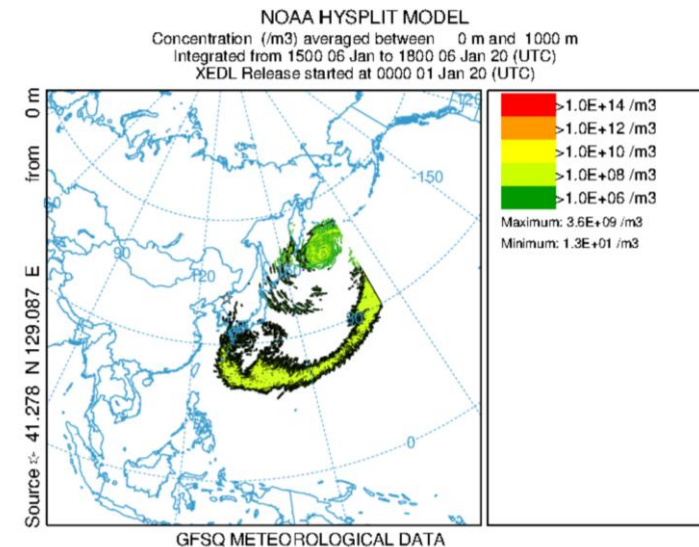 NOAA HYSPLIT MODEL
Concentration (/m3) averaged between 0 m and 1000 m
Integrated from 1500 06 Jan to 1800 06 Jan 20 (UTC)
XEDL Release started at 0000 01 Jan 20 (UTC)
Source ☆ 41.278 N 129.087 E from 0 m
-150
90
120
0
>1.0E+14 /m3
>1.0E+12 /m3
>1.0E+10 /m3
>1.0E+08 /m3
>1.0E+06 /m3
Maximum: 3.6E+09 /m3
Minimum: 1.3E+01 /m3
GFSQ METEOROLOGICAL DATA